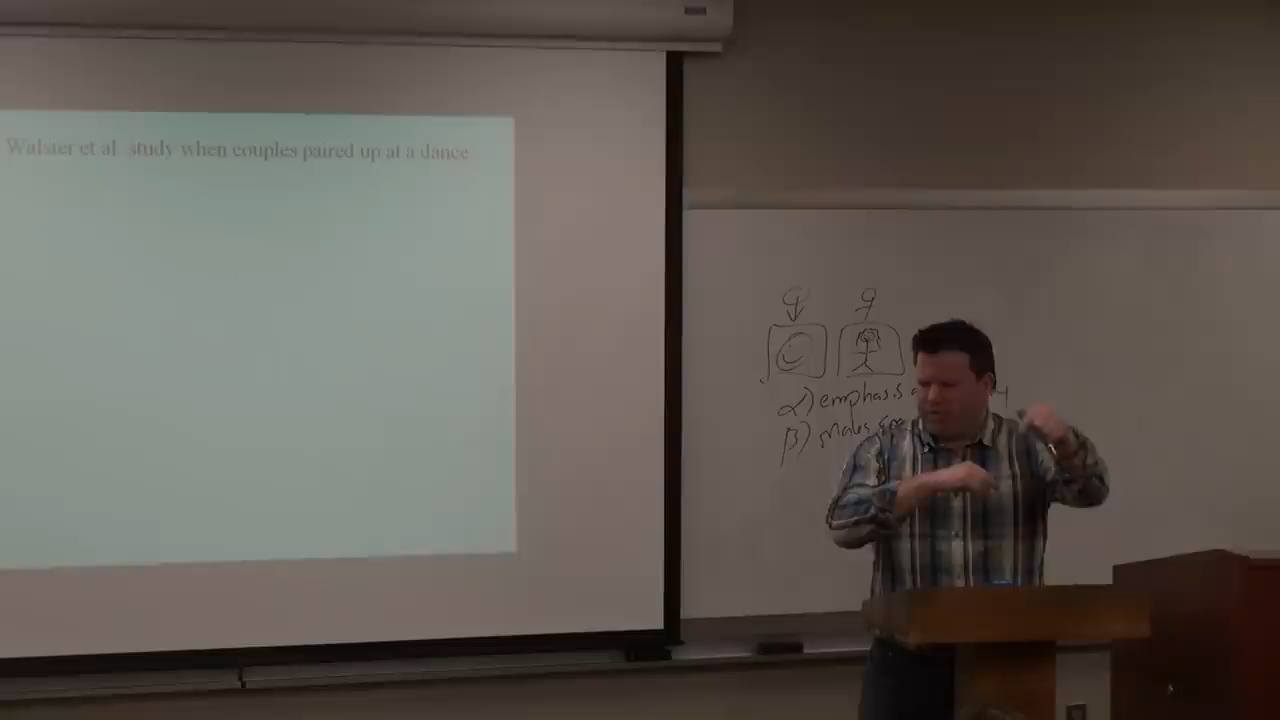 Walster et al. study when couples paired up at a dance
α) emphasis
β) males